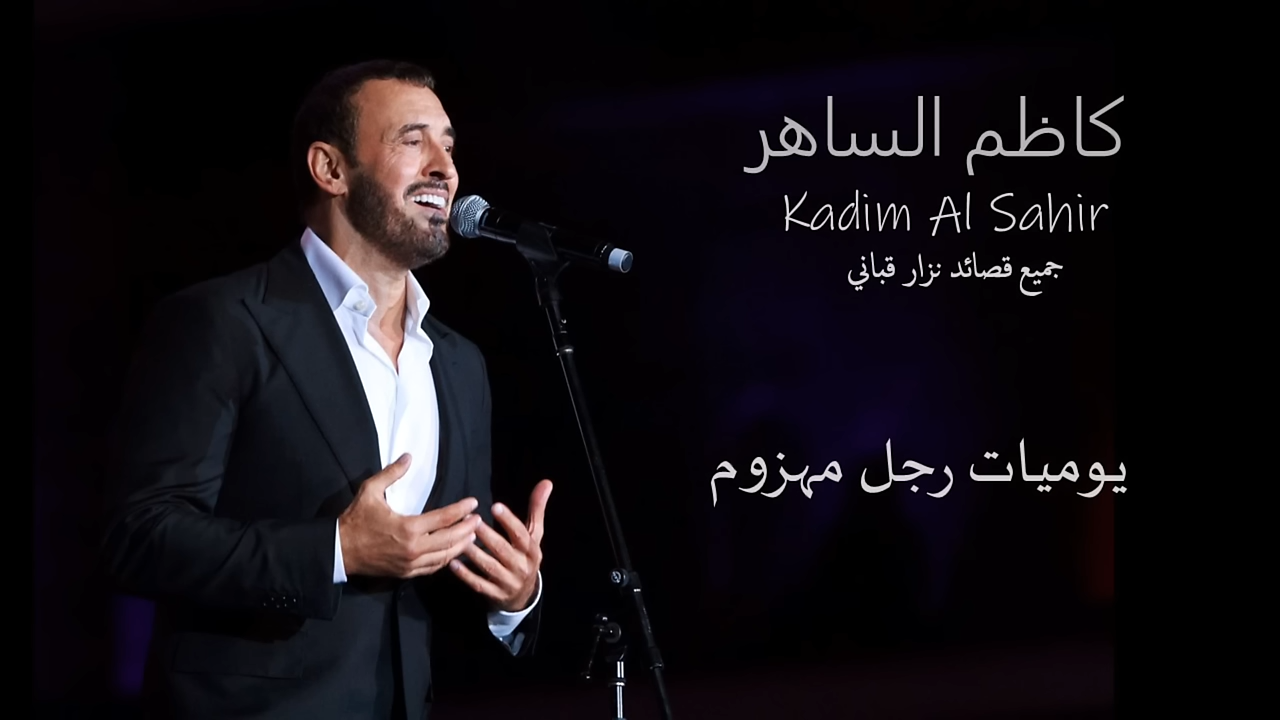 كاظم الساهر
Kadim Al Sahir
جميع قصائد نزار قباني
يوميات رجل مهزوم